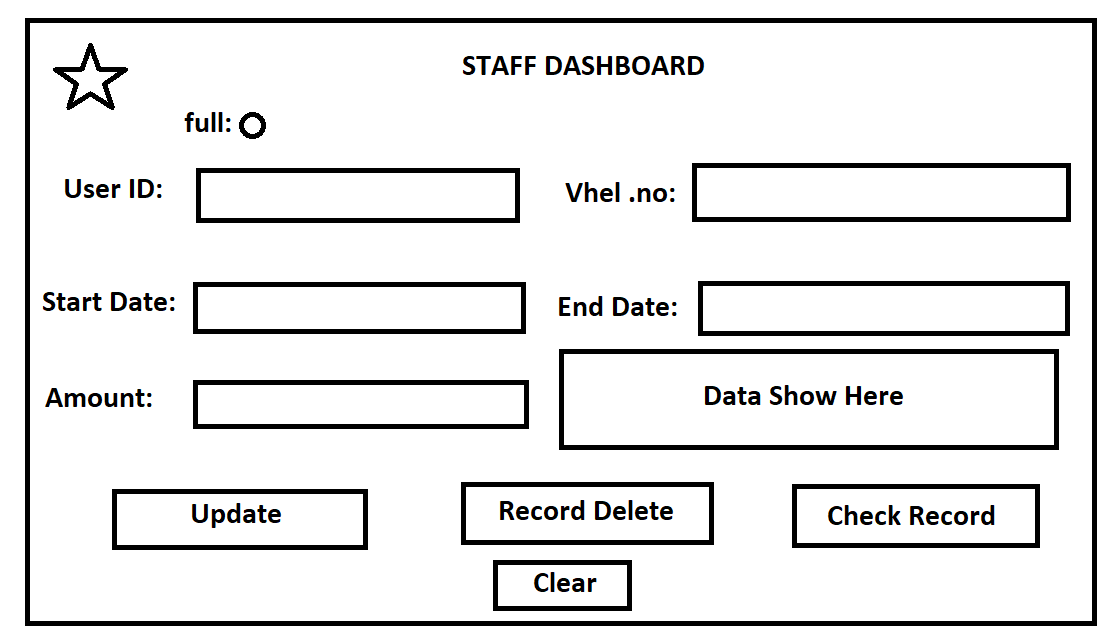 STAFF DASHBOARD
full:
User ID:
Vhel .no:
Start Date:
End Date:
Amount:
Data Show Here
Update
Record Delete
Check Record
Clear